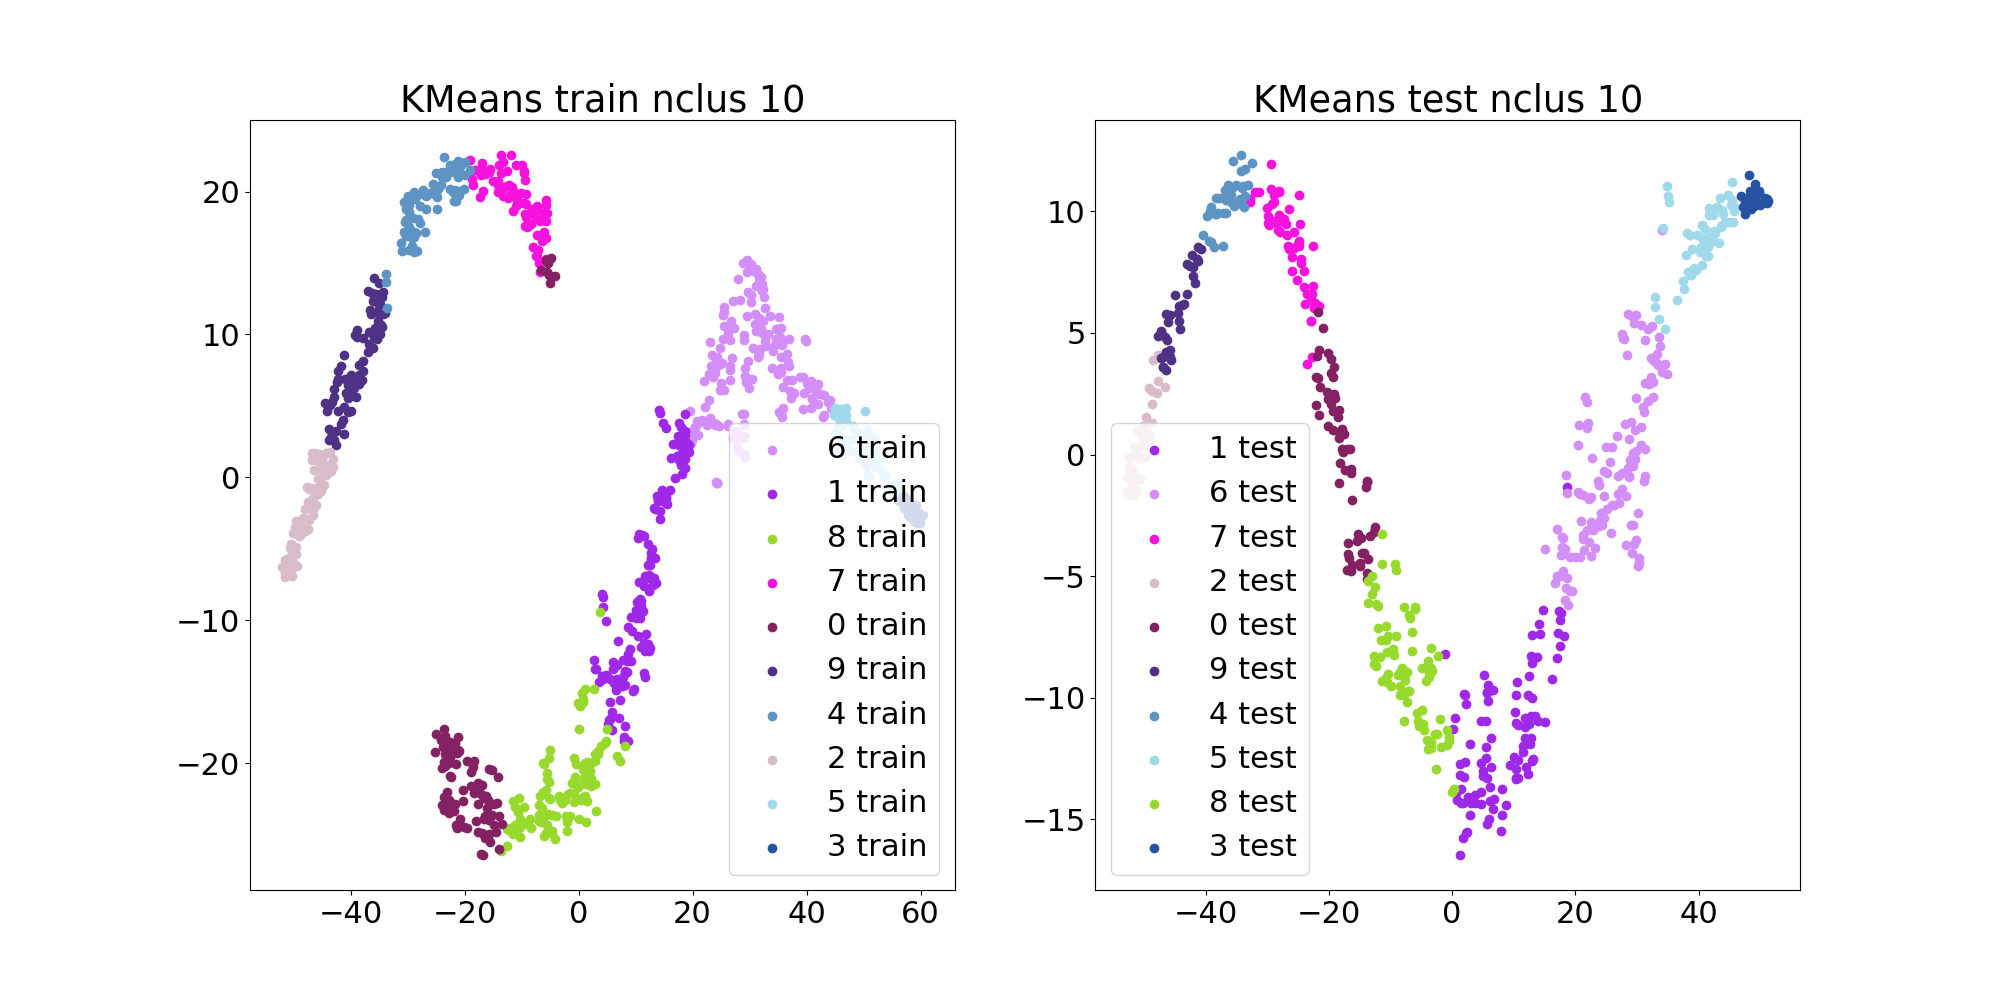 KMeans train nclus 10
20
10
0
−10
−20
−40
−20
0
20
40
60
6 train
1 train
8 train
7 train
0 train
9 train
4 train
2 train
5 train
3 train
KMeans test nclus 10
10
5
0
−5
−10
−15
−40
−20
0
20
40
1 test
6 test
7 test
2 test
0 test
9 test
4 test
5 test
8 test
3 test